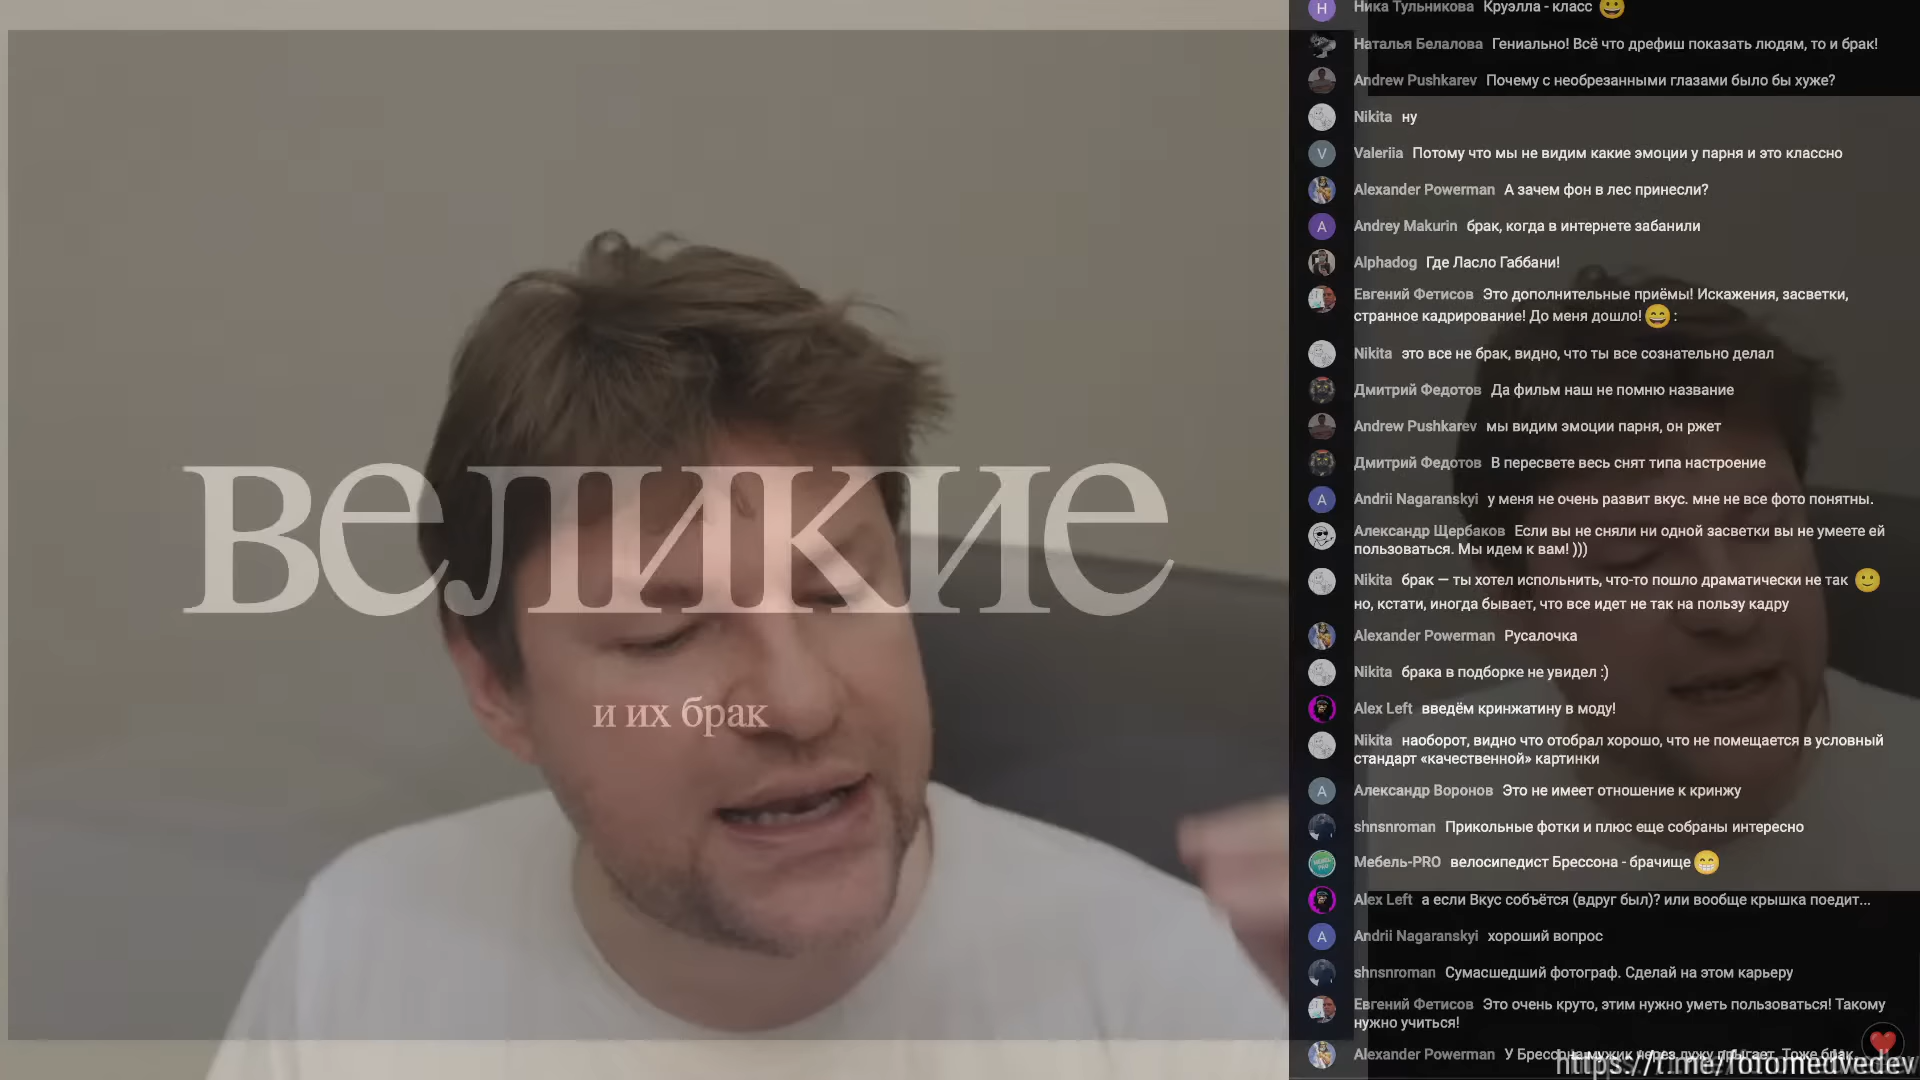 великие
и их брак
Н Ника Тульникова Круэлла - класс 😀
Наталья Белалова Гениально! Всё что дрефиш показать людям, то и брак!
Andrew Pushkarev Почему с необрезанными глазами было бы хуже?
Nikita ну
V Valeriia Потому что мы не видим какие эмоции у парня и это классно
Alexander Powerman А зачем фон в лес принесли?
A Andrey Makurin брак, когда в интернете забанили
Alphadog Где Ласло Габбани!
Евгений Фетисов Это дополнительные приёмы! Искажения, засветки,
странное кадрирование! До меня дошло! 😄 :
Nikita это все не брак, видно, что ты все сознательно делал
Дмитрий Федотов Да фильм наш не помню название
Andrew Pushkarev мы видим эмоции парня, он ржет
Дмитрий Федотов В пересвете весь снят типа настроение
A Andrii Nagaranskyi у меня не очень развит вкус. мне не все фото понятны.
Александр Щербаков Если вы не сняли ни одной засветки вы не умеете ей
пользоваться. Мы идем к вам! )))
Nikita брак — ты хотел испольнить, что-то пошло драматически не так 🙂
но, кстати, иногда бывает, что все идет не так на пользу кадру
Alexander Powerman Русалочка
Nikita брака в подборке не увидел :)
Alex Left введём кринжатину в моду!
Nikita наоборот, видно что отобрал хорошо, что не помещается в условный
стандарт «качественной» картинки
А Александр Воронов Это не имеет отношение к кринжу
shnsnroman Прикольные фотки и плюс еще собраны интересно
Мебель-PRO велосипедист Брессона - брачище 😁
Alex Left а если Вкус собъётся (вдруг был)? или вообще крышка поедит...
A Andrii Nagaranskyi хороший вопрос
shnsnroman Сумасшедший фотограф. Сделай на этом карьеру
Евгений Фетисов Это очень круто, этим нужно уметь пользоваться! Такому
нужно учиться!
Alexander Powerman У Брессона мужик через лужу прыгает. Тоже брак
https://t.me/fotomedvedev